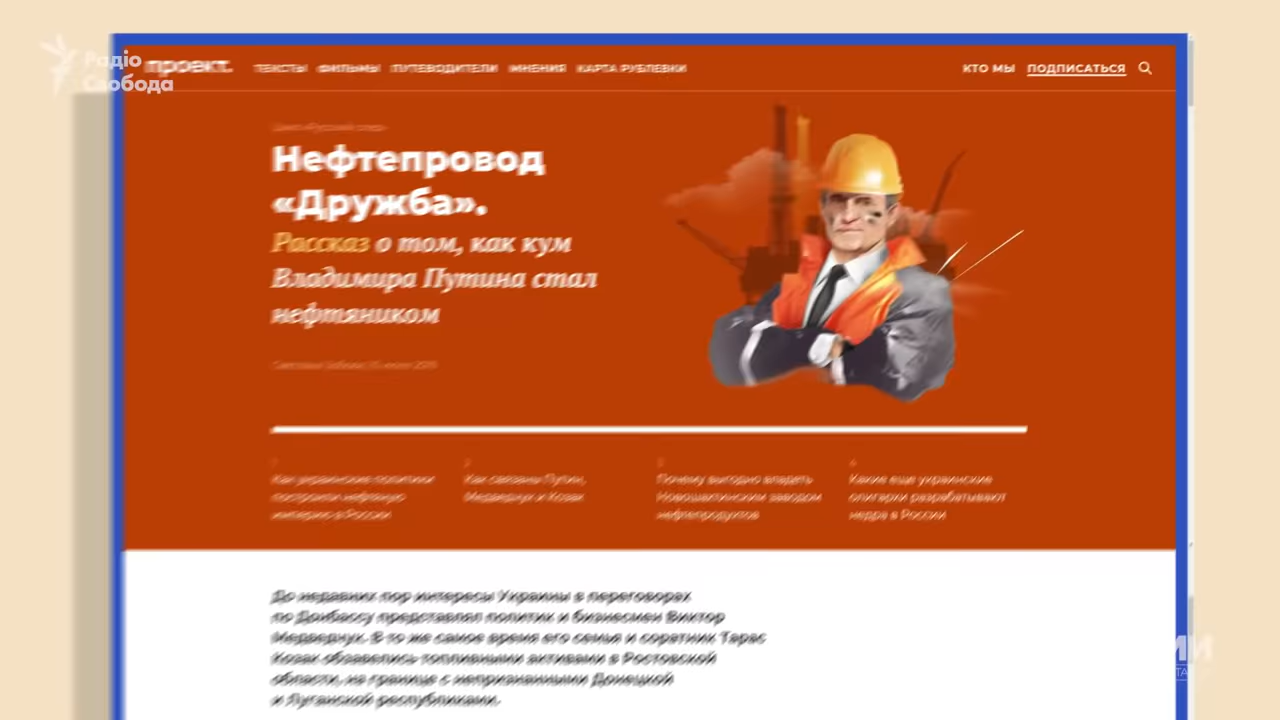 Радіо
Свобода
проект.
ТЕКСТЫ ФИЛЬМЫ ПУТЕВОДИТЕЛИ МНЕНИЯ КАРТА РУБЛЕВКИ
КТО МЫ ПОДПИСАТЬСЯ
Нефтепровод
«Дружба».
Рассказ о том, как кум
Владимира Путина стал
нефтяником
Как украинские политики
построили нефтяную
империю в России
Как связаны Путин,
Медведчук и Козак
Почему выгодно владеть
Новошахтинским заводом
нефтепродуктов
Какие еще украинские
олигархи разрабатывают
недра в России
До недавних пор интересы Украины в переговорах
по Донбассу представлял политик и бизнесмен Виктор
Медведчук. В то же самое время его семья и соратник Тарас
Козак обзавелись топливными активами в Ростовской
области, на границе с непризнанными Донецкой
и Луганской республиками.